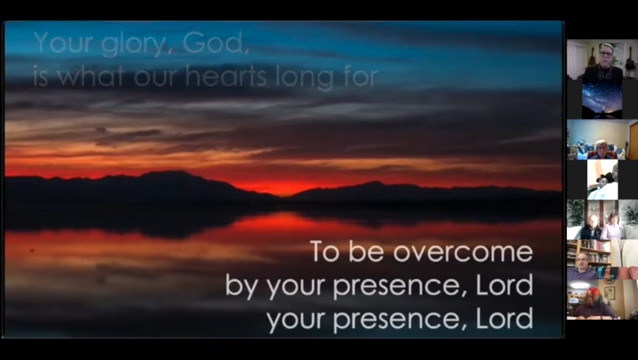 Your glory, God,
is what our hearts long for
To be overcome
by your presence, Lord
your presence, Lord